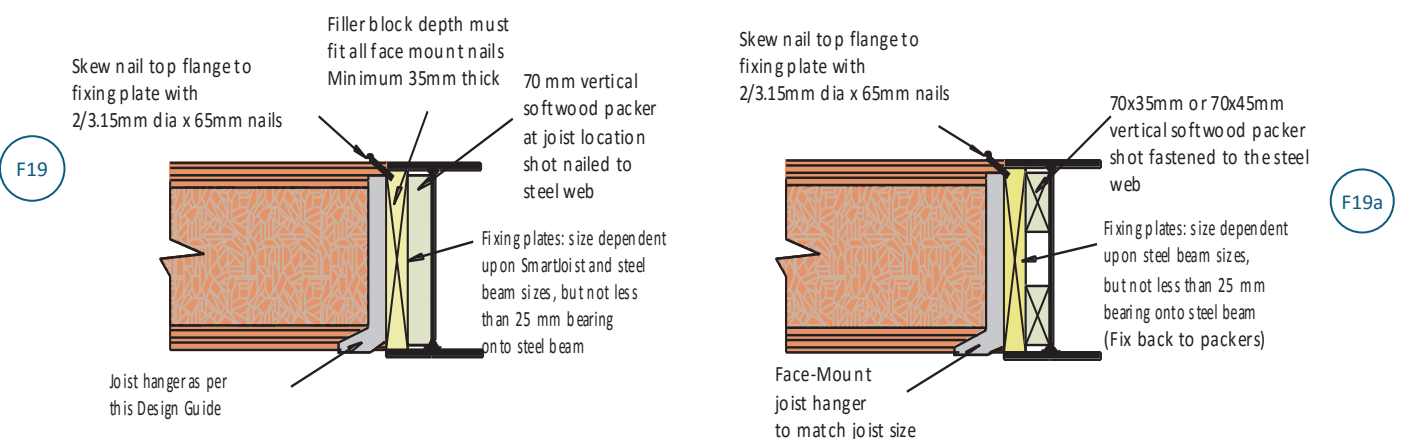 F19
Skew nail top flange to
fixing plate with
2/3.15mm dia x 65mm nails
Filler block depth must
fit all face mount nails
Minimum 35mm thick
70 mm vertical
softwood packer
at joist location
shot nailed to
steel web
Fixing plates: size dependent
upon SmartJoist and steel
beam sizes, but not less
than 25 mm bearing
onto steel beam
Joist hanger as per
this Design Guide
Skew nail top flange to
fixing plate with
2/3.15mm dia x 65mm nails
70x35mm or 70x45mm
vertical softwood packer
shot fastened to the steel
web
F19a
Fixing plates: size dependent
upon steel beam sizes,
but not less than 25 mm
bearing onto steel beam
(Fix back to packers)
Face-Mount
joist hanger
to match joist size